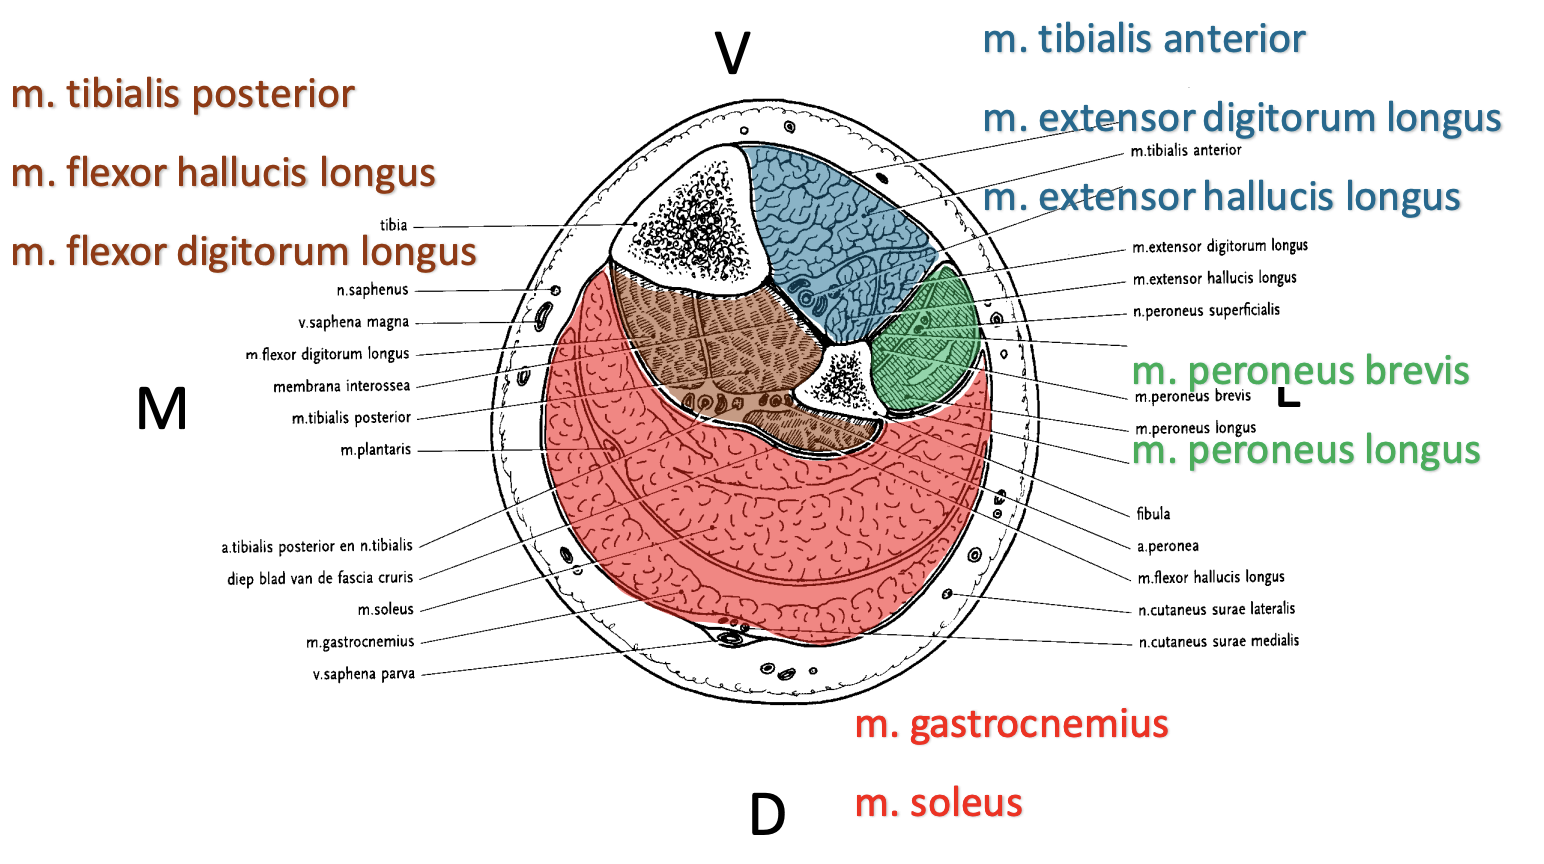 V
m. tibialis anterior
m. tibialis posterior
m. extensor digitorum longus
m.tibialis anterior
m. flexor hallucis longus
m. extensor hallucis longus
tibia
m. flexor digitorum longus
m.extensor digitorum longus
m.extensor hallucis longus
n.saphenus
n.peroneus superficialis
v.saphena magna
m.flexor digitorum longus
m. peroneus brevis
membrana interossea
m.peroneus brevis
M
L
m.tibialis posterior
m.peroneus longus
m.plantaris
m. peroneus longus
fibula
a.tibialis posterior en n.tibialis
a.peronea
diep blad van de fascia cruris
m.flexor hallucis longus
m.soleus
n.cutaneus surae lateralis
m.gastrocnemius
n.cutaneus surae medialis
v.saphena parva
m. gastrocnemius
D
m. soleus